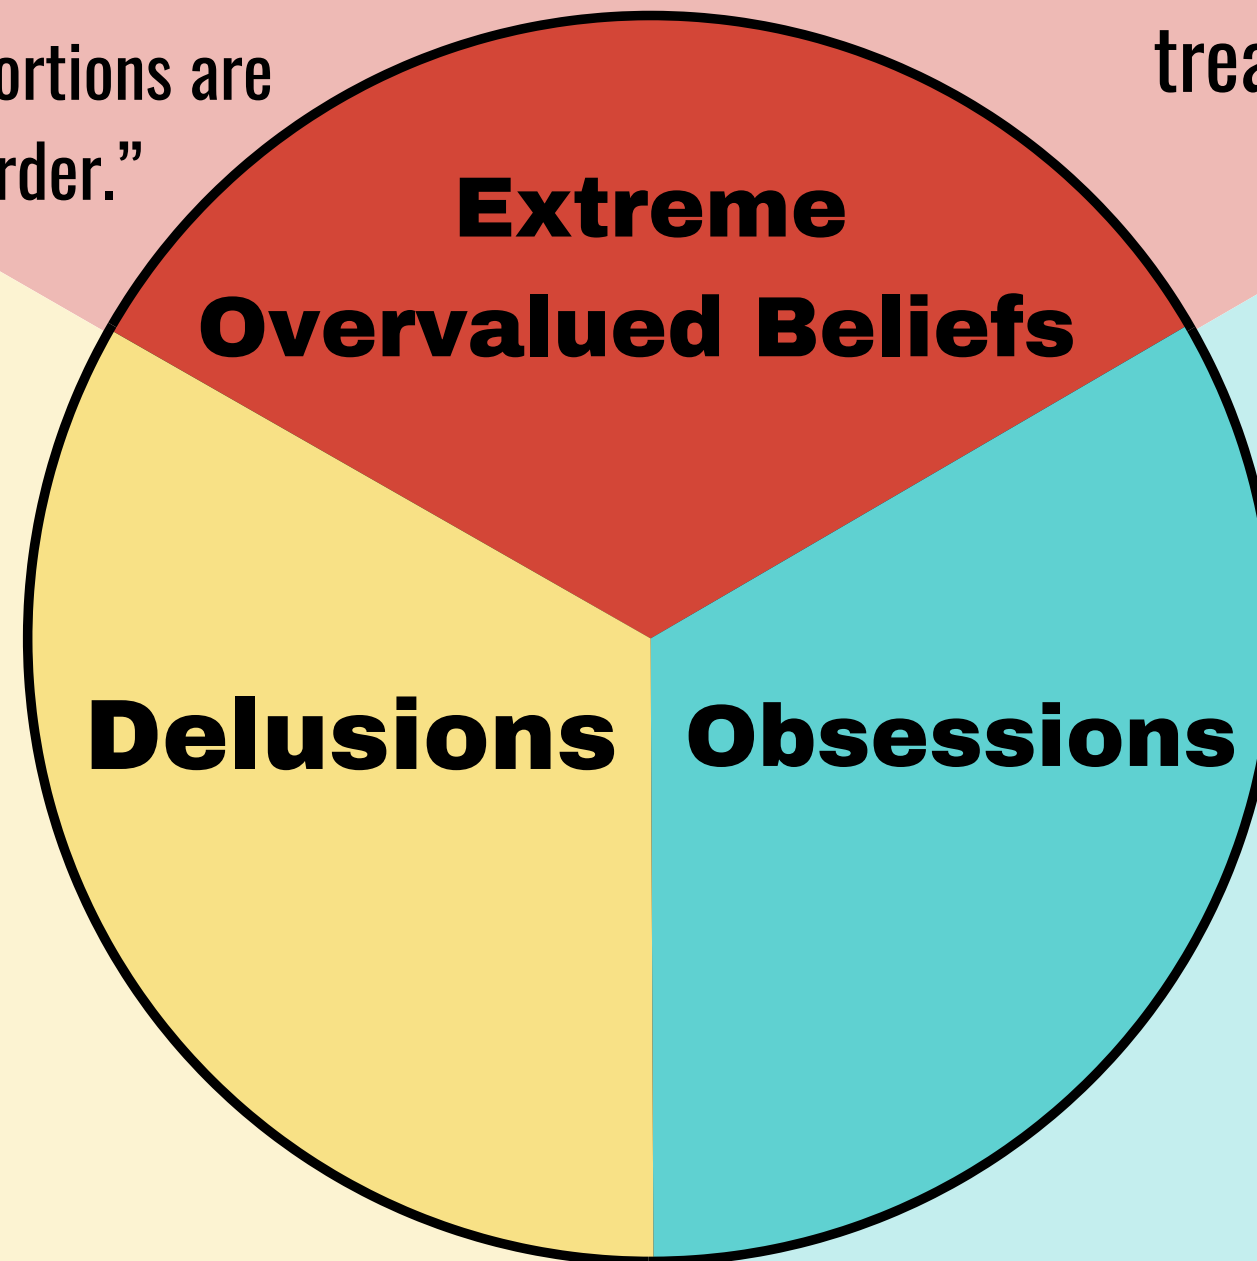 ortions are
rder.”
trea
Extreme
Overvalued Beliefs
Delusions
Obsessions